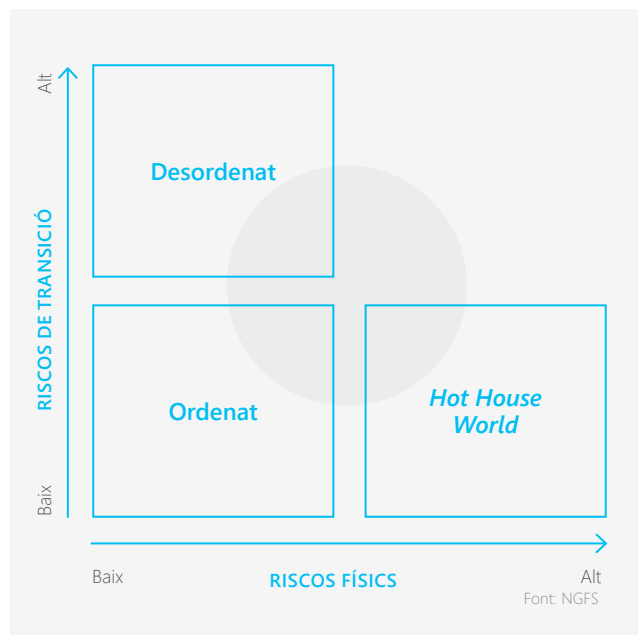 Alt
RISCOS DE TRANSICIÓ
Baix
Desordenat
Ordenat
Hot House
World
Baix
RISCOS FÍSICS
Alt
Font: NGFS